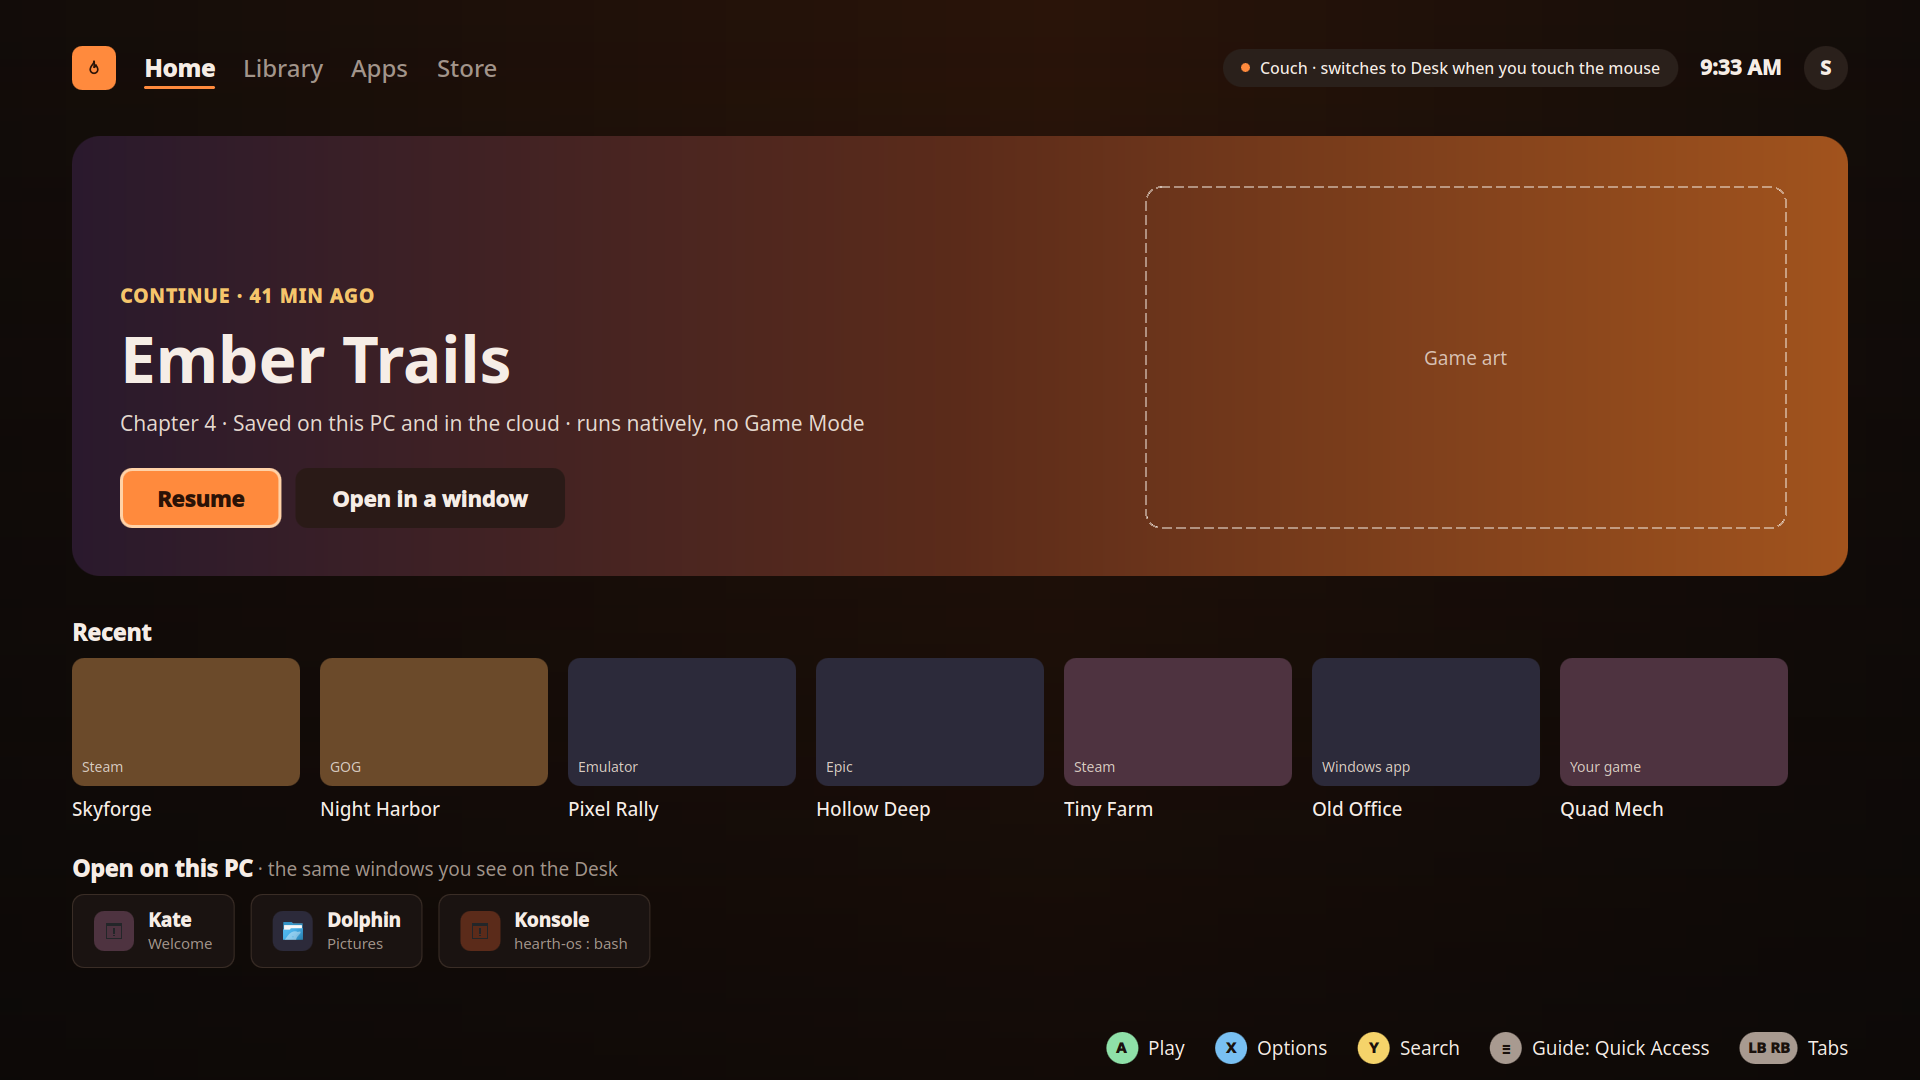 Home Library Apps Store
Couch · switches to Desk when you touch the mouse 9:33 AM S
CONTINUE · 41 MIN AGO
Ember Trails
Chapter 4 · Saved on this PC and in the cloud · runs natively, no Game Mode
Resume Open in a window
Game art
Recent
Steam GOG Emulator Epic Steam Windows app Your game
Skyforge Night Harbor Pixel Rally Hollow Deep Tiny Farm Old Office Quad Mech
Open on this PC · the same windows you see on the Desk
Kate
Welcome
Dolphin
Pictures
Konsole
hearth-os : bash
A Play X Options Y Search ≡ Guide: Quick Access LB RB Tabs